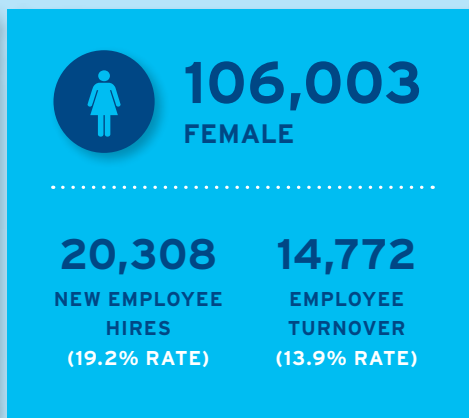 106,003
FEMALE
20,308
NEW EMPLOYEE
HIRES
(19.2% RATE)
14,772
EMPLOYEE
TURNOVER
(13.9% RATE)